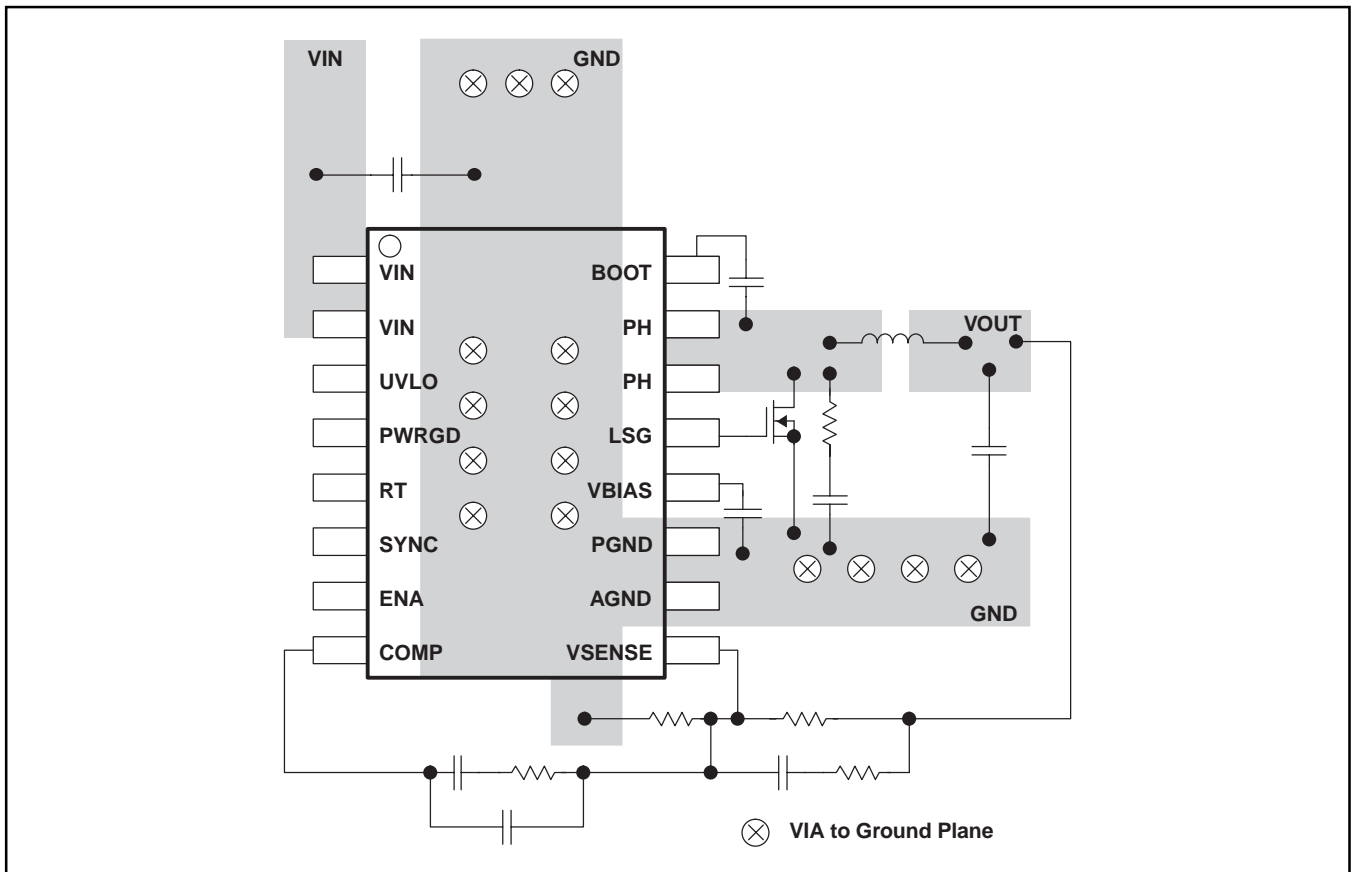 VIN
GND
VIN
BOOT
VIN
PH
VOUT
UVLO
PH
PWRGD
LSG
RT
VBIAS
SYNC
PGND
ENA
AGND
GND
COMP
VSENSE
VIA to Ground Plane